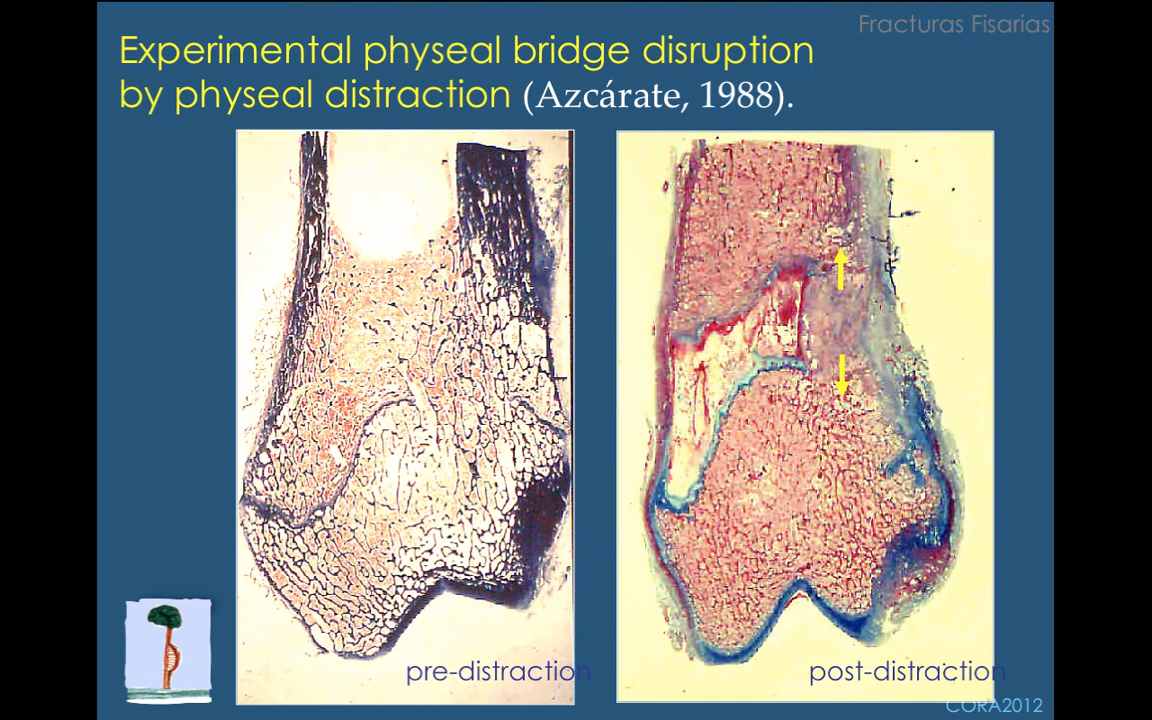 Fracturas Fisarias
Experimental physeal bridge disruption
by physeal distraction (Azcárate, 1988).
pre-distraction
post-distraction
CORA2012